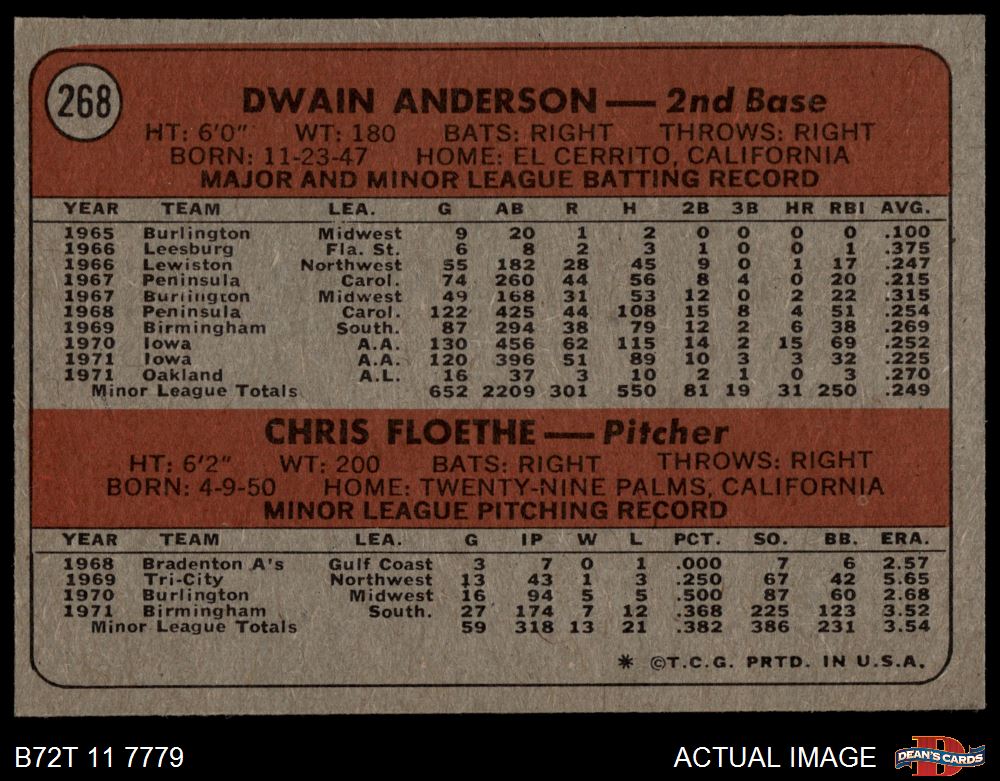 268
DWAIN ANDERSON — 2nd Base
HT: 6'0" WT: 180 BATS: RIGHT THROWS: RIGHT
BORN: 11-23-47 HOME: EL CERRITO, CALIFORNIA
MAJOR AND MINOR LEAGUE BATTING RECORD
YEAR TEAM LEA. G AB R H 2B 3B HR RBI AVG.
1965 Burlington Midwest 9 20 1 2 0 0 0 0 .100
1966 Leesburg Fla. St. 6 8 2 3 1 0 0 1 .375
1966 Lewiston Northwest 55 182 28 45 9 0 1 17 .247
1967 Peninsula Carol. 74 260 44 56 8 4 0 20 .215
1967 Burlington Midwest 49 168 31 53 12 0 2 22 .315
1968 Peninsula Carol. 122 425 44 108 15 8 4 51 .254
1969 Birmingham South. 87 294 38 79 12 2 6 38 .269
1970 Iowa A.A. 130 456 62 115 14 2 15 69 .252
1971 Iowa A.A. 120 396 51 89 10 3 3 32 .225
1971 Oakland A.L. 16 37 3 10 2 1 0 3 .270
Minor League Totals 652 2209 301 550 81 19 31 250 .249
CHRIS FLOETHE — Pitcher
HT: 6'2" WT: 200 BATS: RIGHT THROWS: RIGHT
BORN: 4-9-50 HOME: TWENTY-NINE PALMS, CALIFORNIA
MINOR LEAGUE PITCHING RECORD
YEAR TEAM LEA. G IP W L PCT. SO. BB. ERA.
1968 Bradenton A's Gulf Coast 3 7 0 1 .000 7 6 2.57
1969 Tri-City Northwest 13 43 1 3 .250 67 42 5.65
1970 Burlington Midwest 16 94 5 5 .500 87 60 2.68
1971 Birmingham South. 27 174 7 12 .368 225 123 3.52
Minor League Totals 59 318 13 21 .382 386 231 3.54
* ©T.C.G. PRTD. IN U.S.A.
B72T 11 7779 ACTUAL IMAGE DEAN'S CARDS